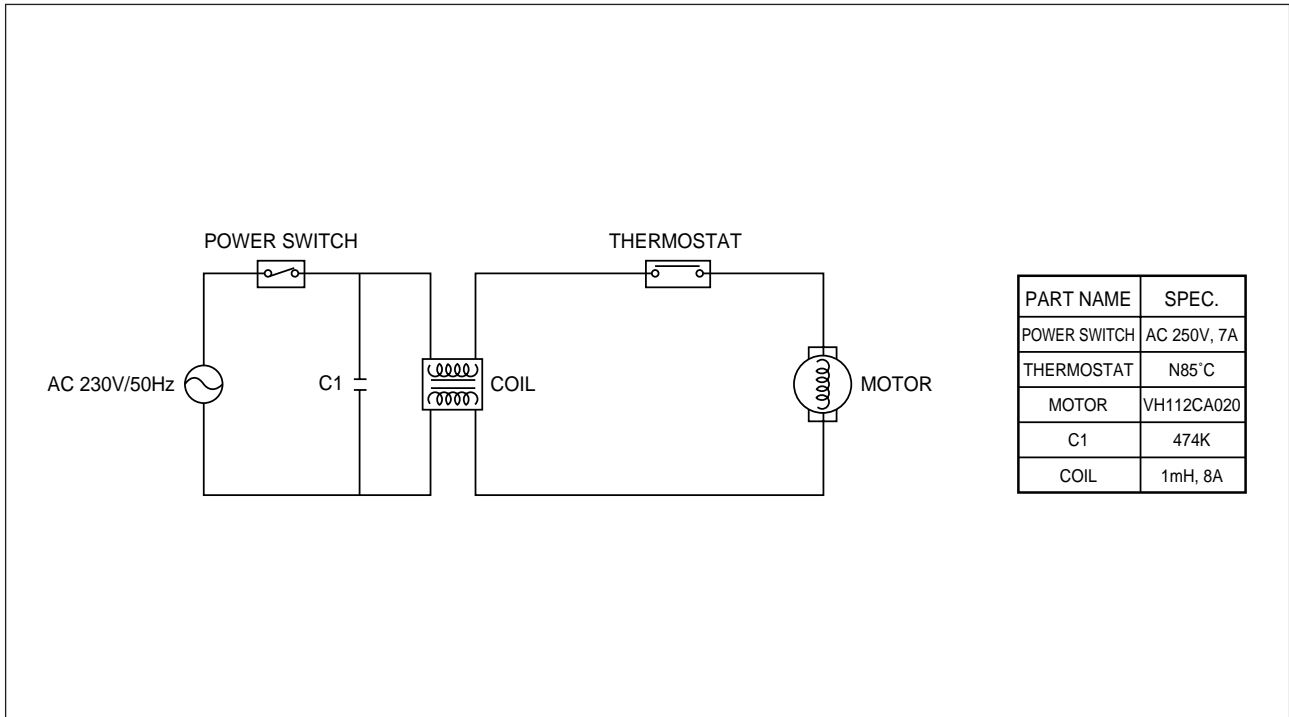 POWER SWITCH
THERMOSTAT
AC 230V/50Hz
C1
COIL
MOTOR
PART NAME SPEC.
POWER SWITCH AC 250V, 7A
THERMOSTAT N85°C
MOTOR VH112CA020
C1 474K
COIL 1mH, 8A